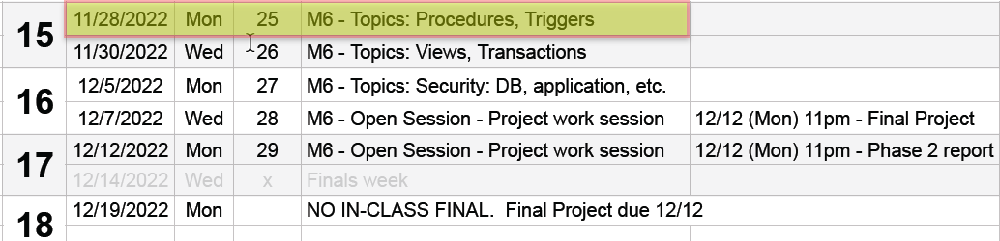 15 11/28/2022 Mon 25 M6 - Topics: Procedures, Triggers
11/30/2022 Wed 26 M6 - Topics: Views, Transactions
16 12/5/2022 Mon 27 M6 - Topics: Security: DB, application, etc.
12/7/2022 Wed 28 M6 - Open Session - Project work session 12/12 (Mon) 11pm - Final Project
17 12/12/2022 Mon 29 M6 - Open Session - Project work session 12/12 (Mon) 11pm - Phase 2 report
12/14/2022 Wed x Finals week
18 12/19/2022 Mon NO IN-CLASS FINAL. Final Project due 12/12